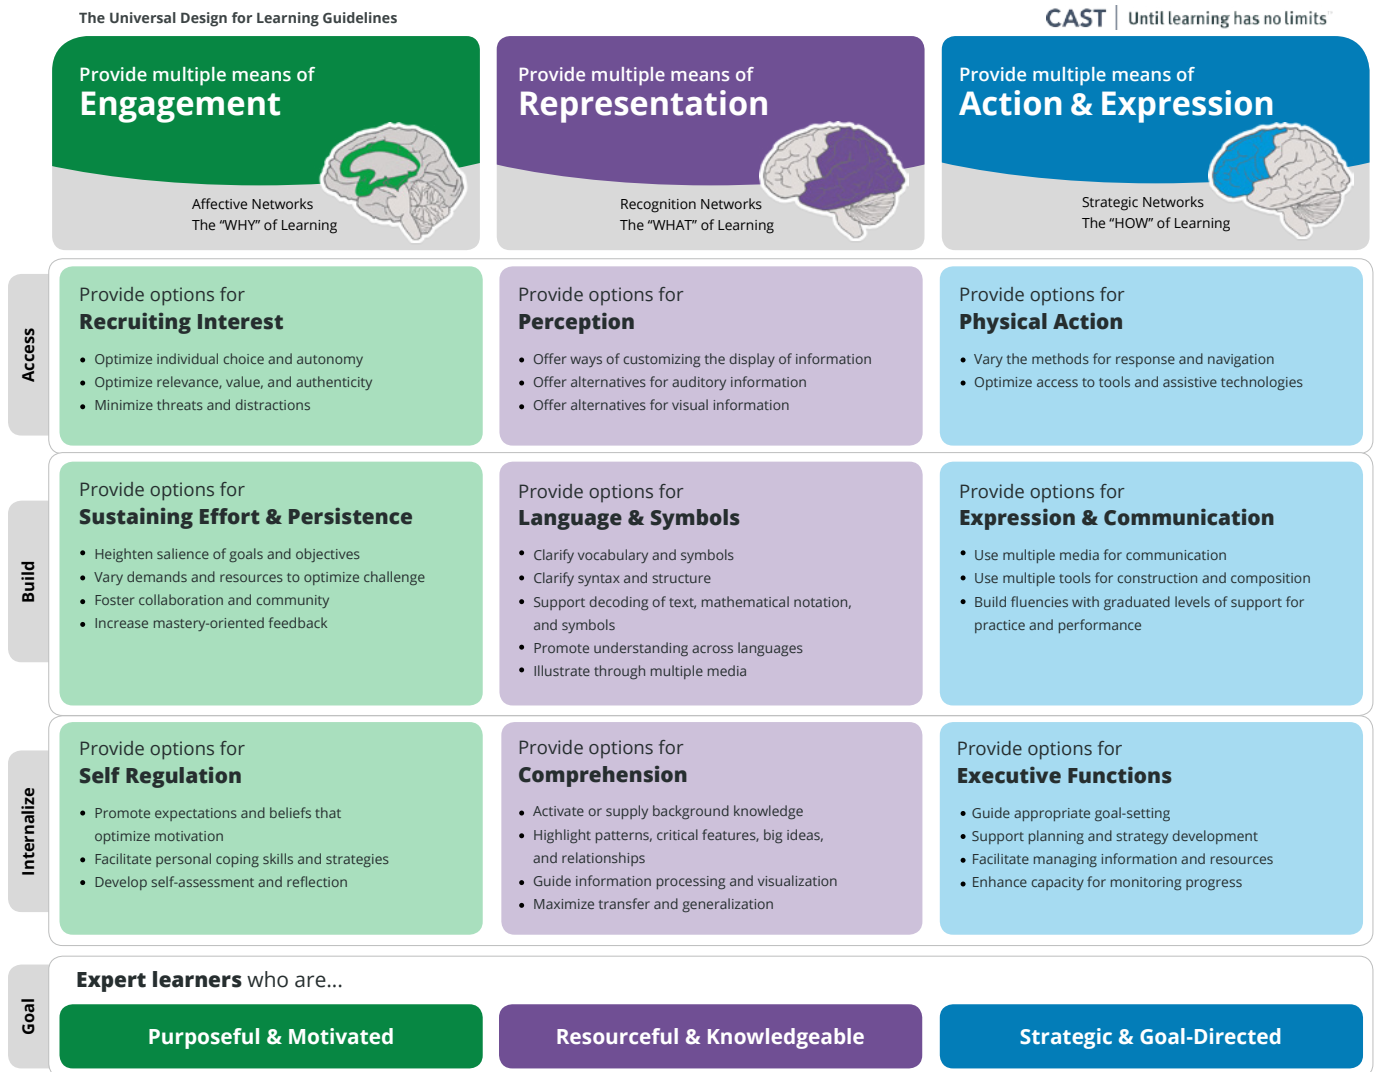 The Universal Design for Learning Guidelines
CAST | Until learning has no limits
Provide multiple means of
Engagement
Affective Networks
The “WHY” of Learning
Provide multiple means of
Representation
Recognition Networks
The “WHAT” of Learning
Provide multiple means of
Action & Expression
Strategic Networks
The “HOW” of Learning
Access
Provide options for
Recruiting Interest
• Optimize individual choice and autonomy
• Optimize relevance, value, and authenticity
• Minimize threats and distractions
Provide options for
Perception
• Offer ways of customizing the display of information
• Offer alternatives for auditory information
• Offer alternatives for visual information
Provide options for
Physical Action
• Vary the methods for response and navigation
• Optimize access to tools and assistive technologies
Build
Provide options for
Sustaining Effort & Persistence
• Heighten salience of goals and objectives
• Vary demands and resources to optimize challenge
• Foster collaboration and community
• Increase mastery-oriented feedback
Provide options for
Language & Symbols
• Clarify vocabulary and symbols
• Clarify syntax and structure
• Support decoding of text, mathematical notation,
and symbols
• Promote understanding across languages
• Illustrate through multiple media
Provide options for
Expression & Communication
• Use multiple media for communication
• Use multiple tools for construction and composition
• Build fluencies with graduated levels of support for
practice and performance
Internalize
Provide options for
Self Regulation
• Promote expectations and beliefs that
optimize motivation
• Facilitate personal coping skills and strategies
• Develop self-assessment and reflection
Provide options for
Comprehension
• Activate or supply background knowledge
• Highlight patterns, critical features, big ideas,
and relationships
• Guide information processing and visualization
• Maximize transfer and generalization
Provide options for
Executive Functions
• Guide appropriate goal-setting
• Support planning and strategy development
• Facilitate managing information and resources
• Enhance capacity for monitoring progress
Goal
Expert learners who are...
Purposeful & Motivated
Resourceful & Knowledgeable
Strategic & Goal-Directed